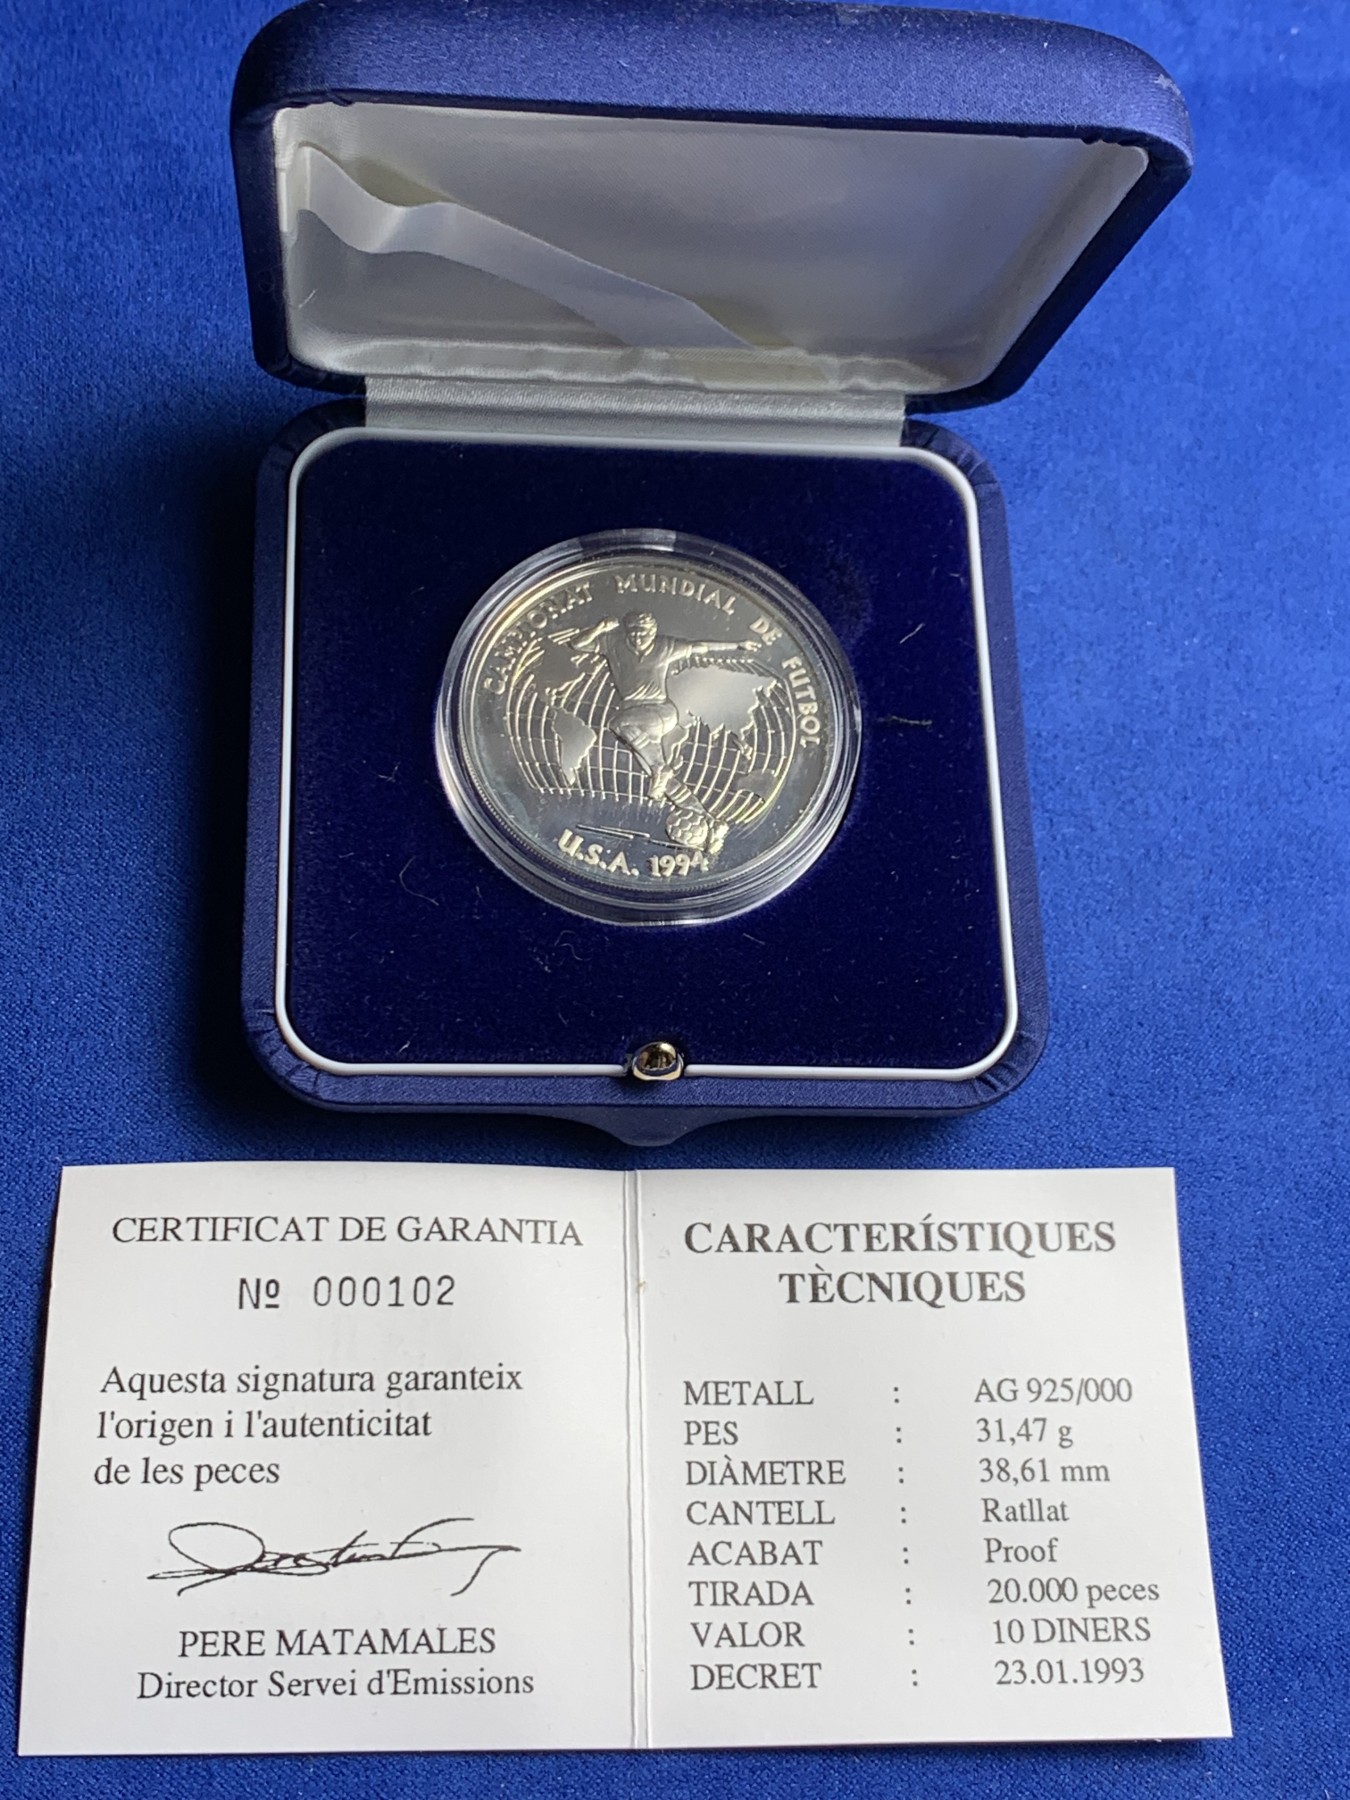 CAMPIONAT MUNDIAL DE FUTBOL
U.S.A. 1994
CERTIFICAT DE GARANTIA
Nº 000102
Aquesta signatura garanteix
l'origen i l'autenticitat
de les peces
PERE MATAMALES
Director Servei d'Emissions
CARACTERÍSTIQUES
TÈCNIQUES
METALL : AG 925/000
PES : 31,47 g
DIÀMETRE : 38,61 mm
CANTELL : Ratllat
ACABAT : Proof
TIRADA : 20.000 peces
VALOR : 10 DINERS
DECRET : 23.01.1993